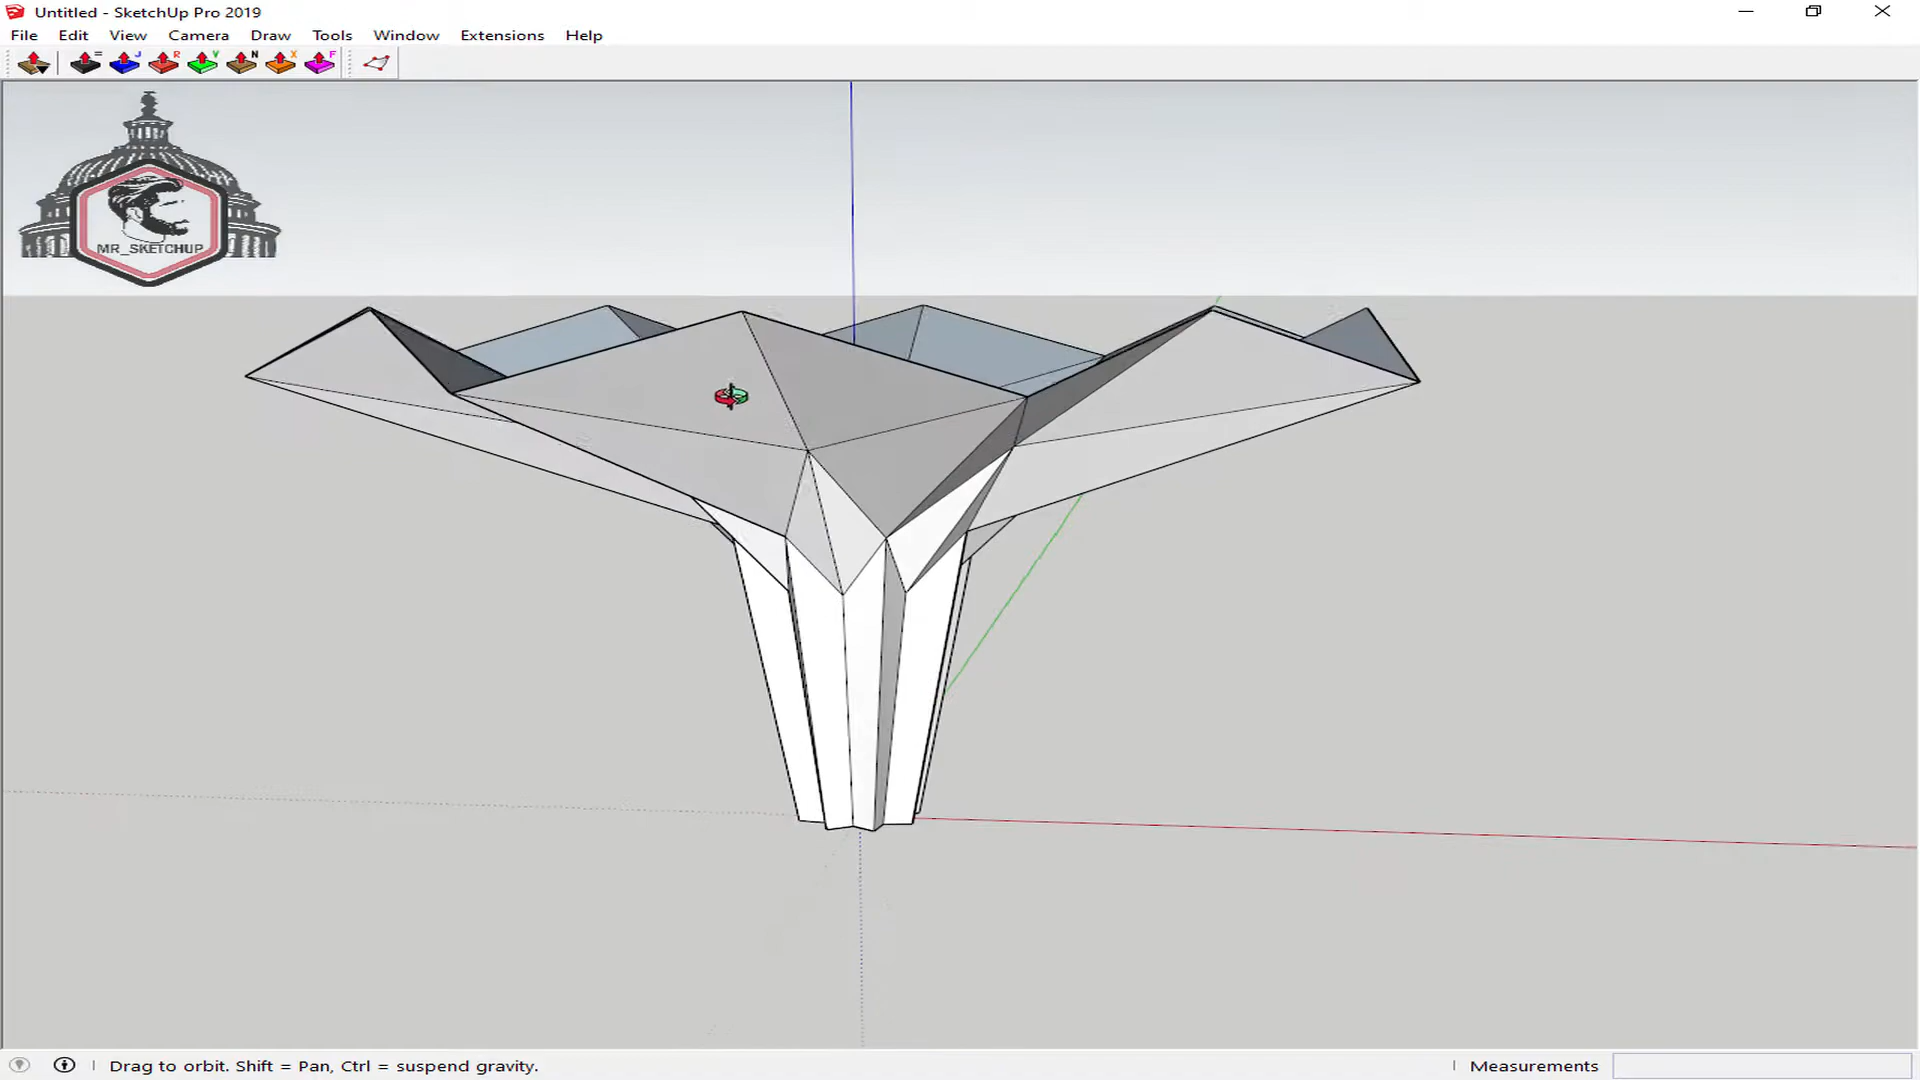 Untitled - SketchUp Pro 2019
File Edit View Camera Draw Tools Window Extensions Help
= J R V N X F
MR_SKETCHUP
Drag to orbit. Shift = Pan, Ctrl = suspend gravity.
Measurements